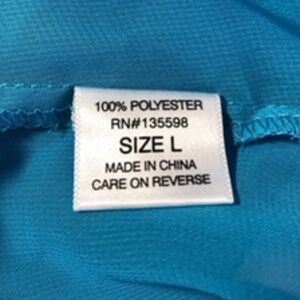 100% POLYESTER
RN#135598
SIZE L
MADE IN CHINA
CARE ON REVERSE